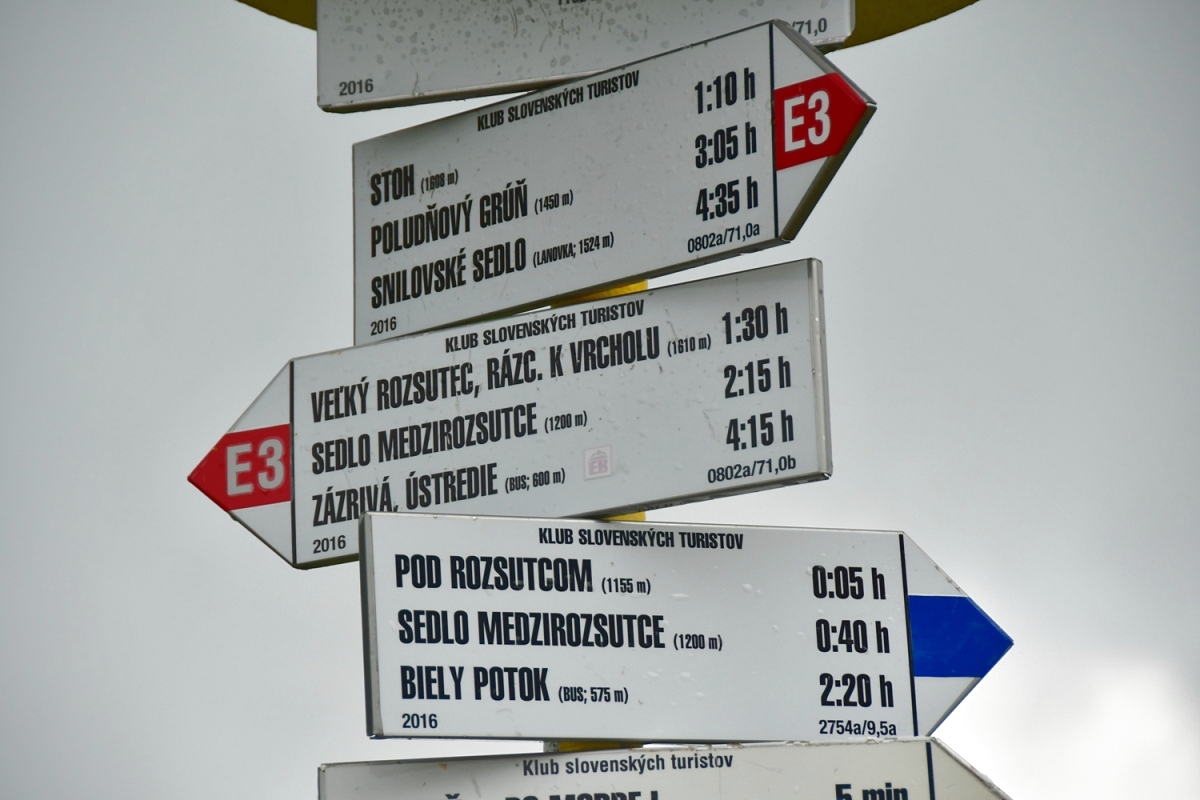 /71,0
2016
KLUB SLOVENSKÝCH TURISTOV
STOH (1608 m) 1:10 h
POLUDŇOVÝ GRÚŇ (1450 m) 3:05 h
SNILOVSKÉ SEDLO (LANOVKA; 1524 m) 4:35 h
2016 0802a/71,0a
E3
KLUB SLOVENSKÝCH TURISTOV
VEĽKÝ ROZSUTEC, RÁZC. K VRCHOLU (1610 m) 1:30 h
SEDLO MEDZIROZSUTCE (1200 m) 2:15 h
ZÁZRIVÁ, ÚSTREDIE (BUS; 600 m) 4:15 h
2016 0802a/71,0b
E3
KLUB SLOVENSKÝCH TURISTOV
POD ROZSUTCOM (1155 m) 0:05 h
SEDLO MEDZIROZSUTCE (1200 m) 0:40 h
BIELY POTOK (BUS; 575 m) 2:20 h
2016 2754a/9,5a
Klub slovenských turistov
5 min